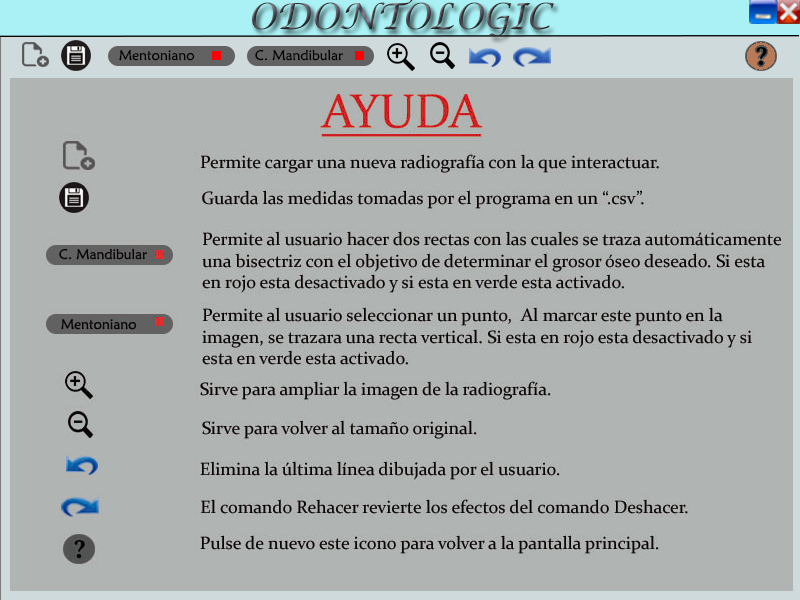 ODONTOLOGIC
Mentoniano
C. Mandibular
?
AYUDA
Permite cargar una nueva radiografía con la que interactuar.
Guarda las medidas tomadas por el programa en un “.csv”.
C. Mandibular
Permite al usuario hacer dos rectas con las cuales se traza automáticamente
una bisectriz con el objetivo de determinar el grosor óseo deseado. Si esta
en rojo esta desactivado y si esta en verde esta activado.
Mentoniano
Permite al usuario seleccionar un punto,  Al marcar este punto en la
imagen, se trazara una recta vertical. Si esta en rojo esta desactivado y si
esta en verde esta activado.
Sirve para ampliar la imagen de la radiografía.
Sirve para volver al tamaño original.
Elimina la última línea dibujada por el usuario.
El comando Rehacer revierte los efectos del comando Deshacer.
?
Pulse de nuevo este icono para volver a la pantalla principal.